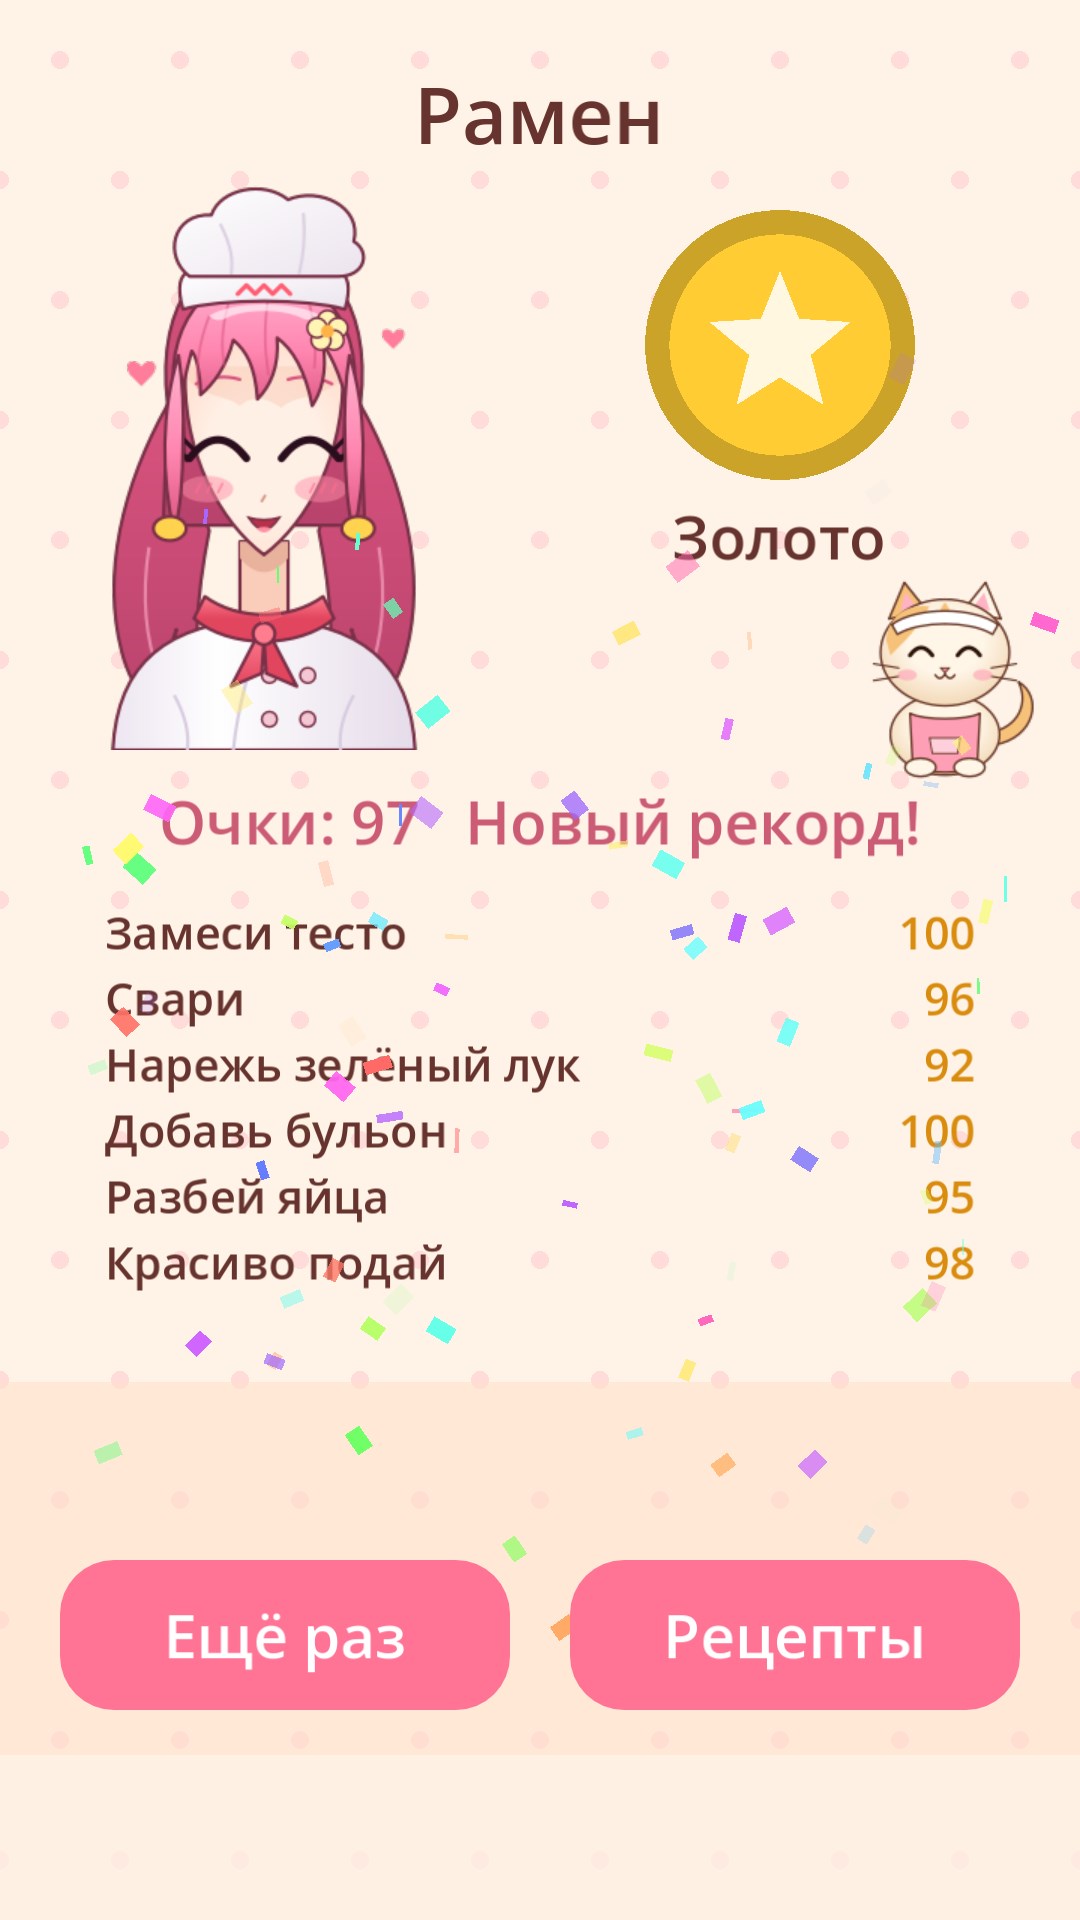 Рамен
Золото
Очки: 97 Новый рекорд!
Замеси тесто 100
Свари 96
Нарежь зелёный лук 92
Добавь бульон 100
Разбей яйца 95
Красиво подай 98
Ещё раз Рецепты